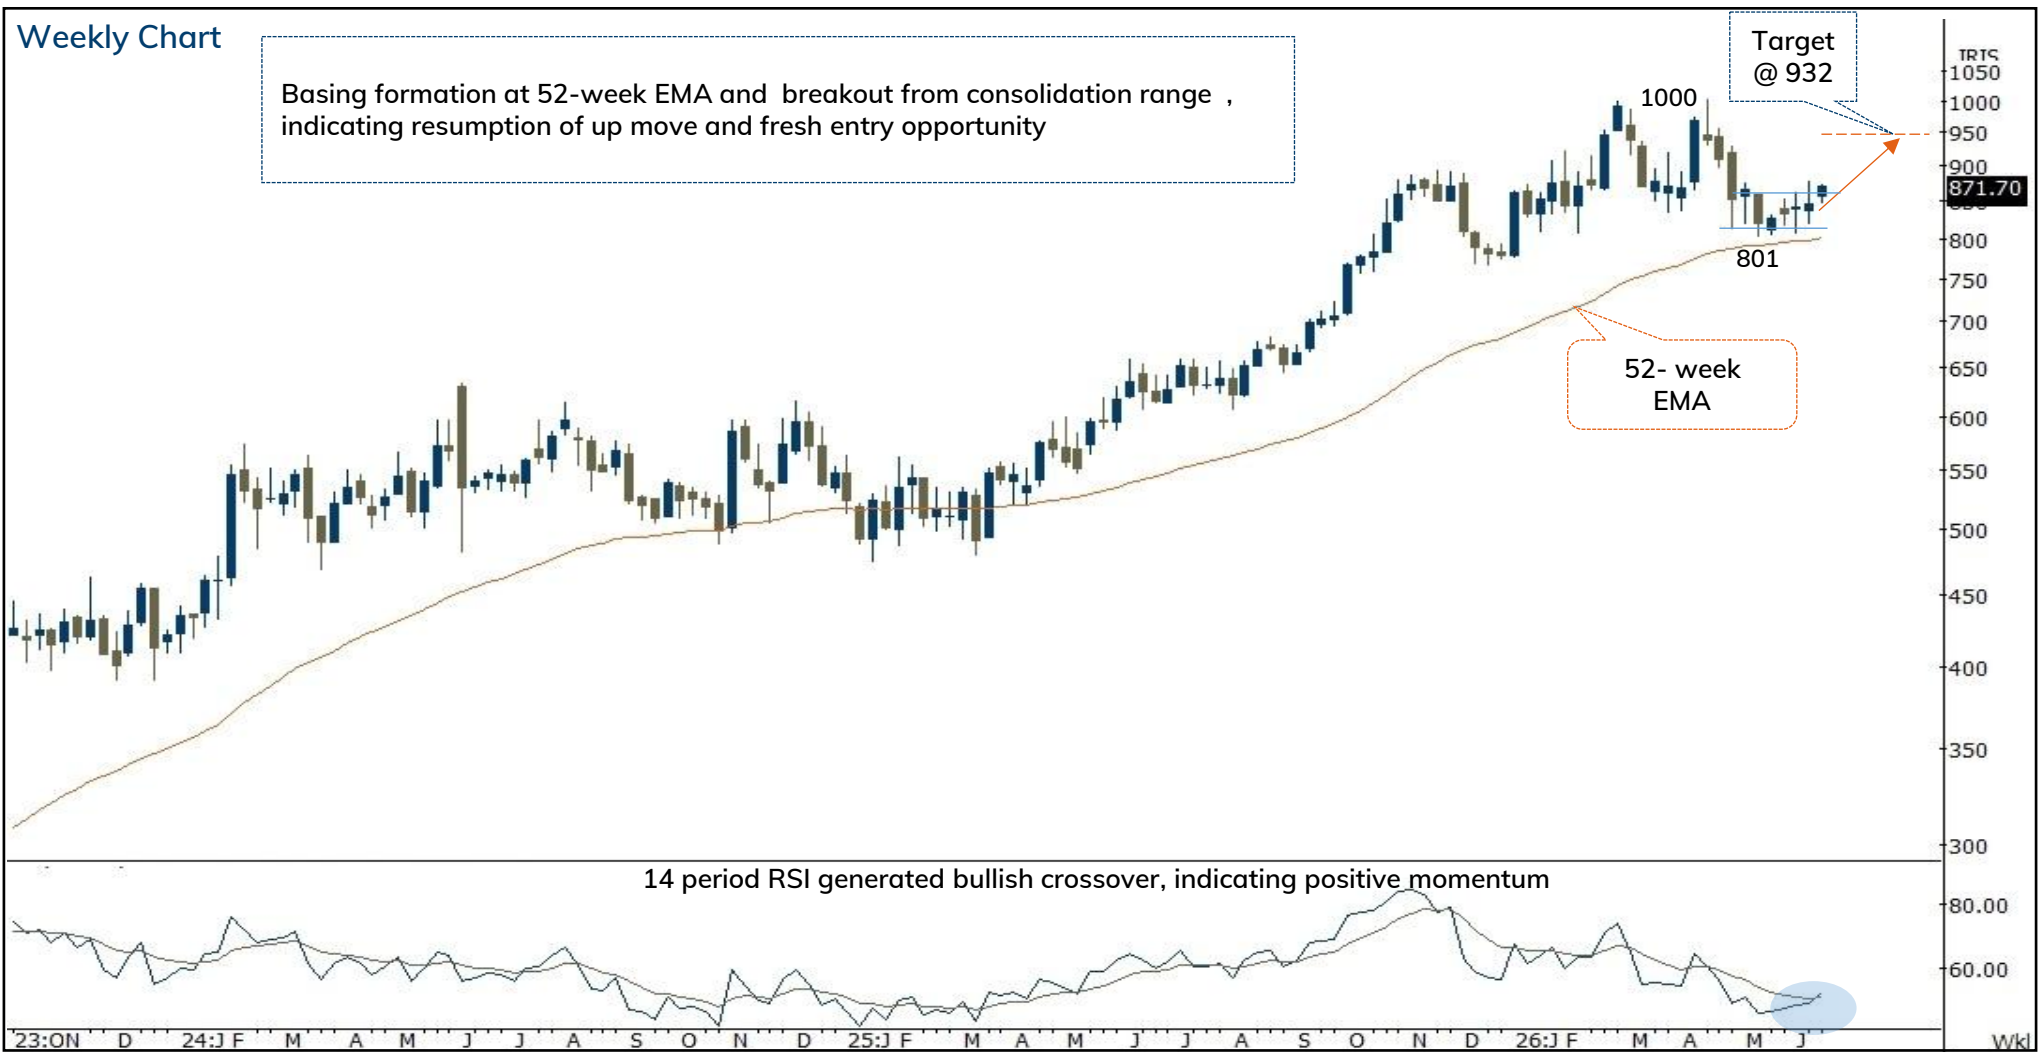 Weekly Chart
Basing formation at 52-week EMA and breakout from consolidation range ,
indicating resumption of up move and fresh entry opportunity
Target
@ 932
1000
801
52- week
EMA
1050
1000
950
900
871.70
800
750
700
650
600
550
500
450
400
350
300
14 period RSI generated bullish crossover, indicating positive momentum
80.00
60.00
23:ON D 24:J F M A M J J A S O N D 25:J F M A M J J A S O N D 26:J F M A M J Wkl